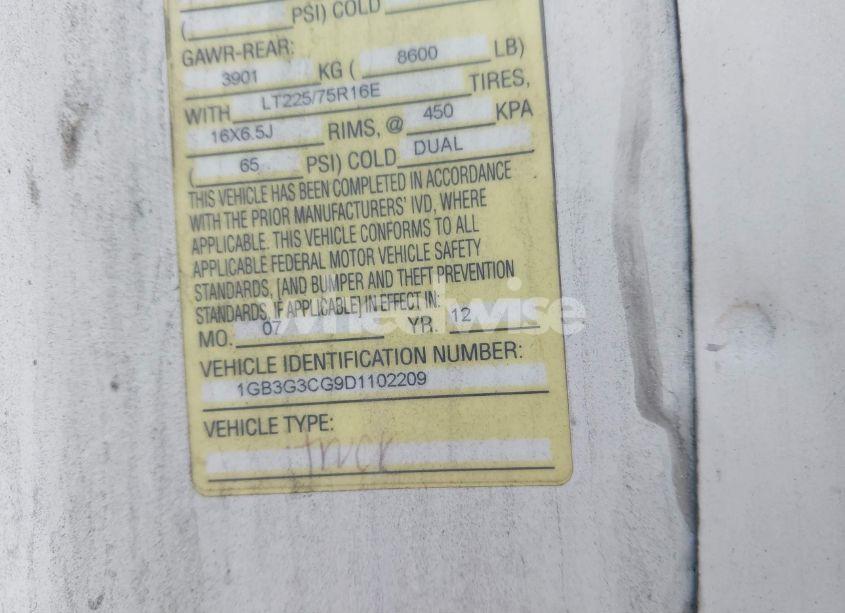 ( PSI) COLD
GAWR-REAR:
3901 KG ( 8600 LB)
WITH LT225/75R16E TIRES,
16X6.5J RIMS, @ 450 KPA
( 65 PSI) COLD DUAL
THIS VEHICLE HAS BEEN COMPLETED IN ACCORDANCE
WITH THE PRIOR MANUFACTURERS' IVD, WHERE
APPLICABLE. THIS VEHICLE CONFORMS TO ALL
APPLICABLE FEDERAL MOTOR VEHICLE SAFETY
STANDARDS, [AND BUMPER AND THEFT PREVENTION
STANDARDS, IF APPLICABLE] IN EFFECT IN:
MO. 07 YR. 12
wheelwise
VEHICLE IDENTIFICATION NUMBER:
1GB3G3CG9D1102209
VEHICLE TYPE:
truck